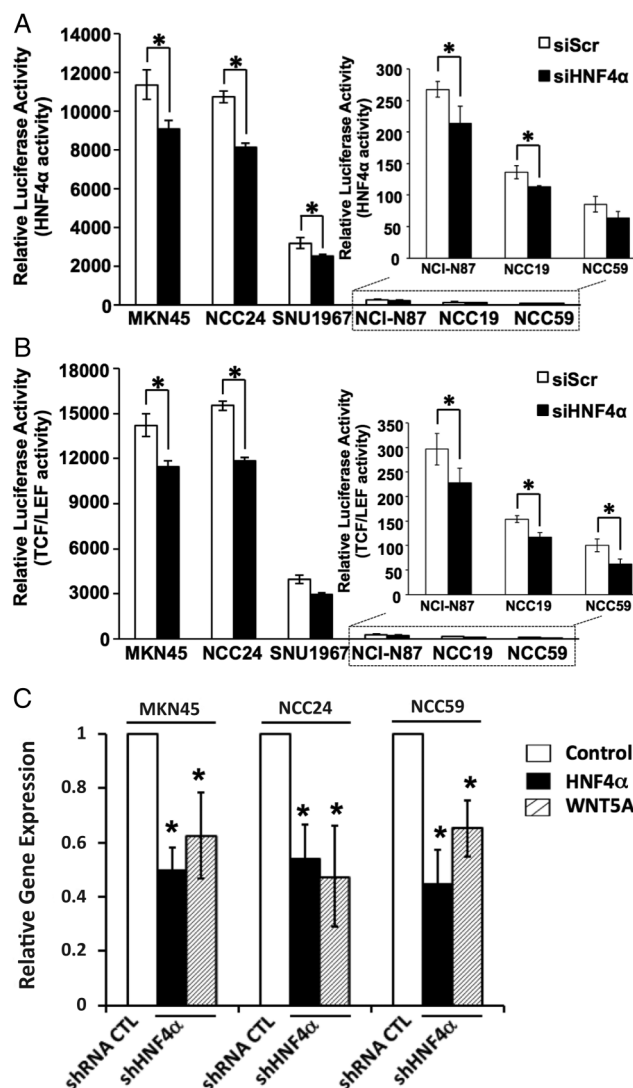 A
Relative Luciferase Activity
(HNF4α activity)
14000
12000
10000
8000
6000
4000
2000
0
*
*
*
MKN45
NCC24
SNU1967
NCI-N87
NCC19
NCC59
Relative Luciferase Activity
(HNF4α activity)
300
250
200
150
100
50
0
*
*
NCI-N87
NCC19
NCC59
siScr
siHNF4α
B
Relative Luciferase Activity
(TCF/LEF activity)
18000
15000
12000
9000
6000
3000
0
*
*
MKN45
NCC24
SNU1967
NCI-N87
NCC19
NCC59
Relative Luciferase Activity
(TCF/LEF activity)
350
300
250
200
150
100
50
0
*
*
*
NCI-N87
NCC19
NCC59
siScr
siHNF4α
C
Relative Gene Expression
1
0.8
0.6
0.4
0.2
0
MKN45
NCC24
NCC59
*
*
*
*
*
*
shRNA CTL
shHNF4α
shRNA CTL
shHNF4α
shRNA CTL
shHNF4α
Control
HNF4α
WNT5A